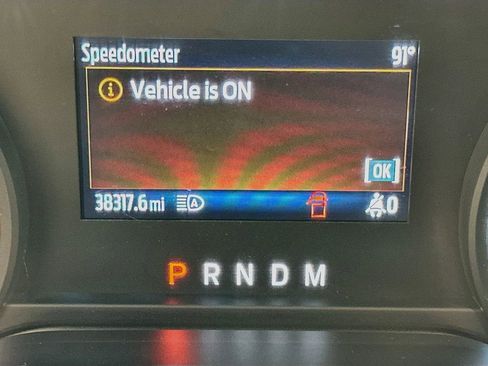 Speedometer 91°
Vehicle is ON
OK
38317.6 mi A 0
P R N D M